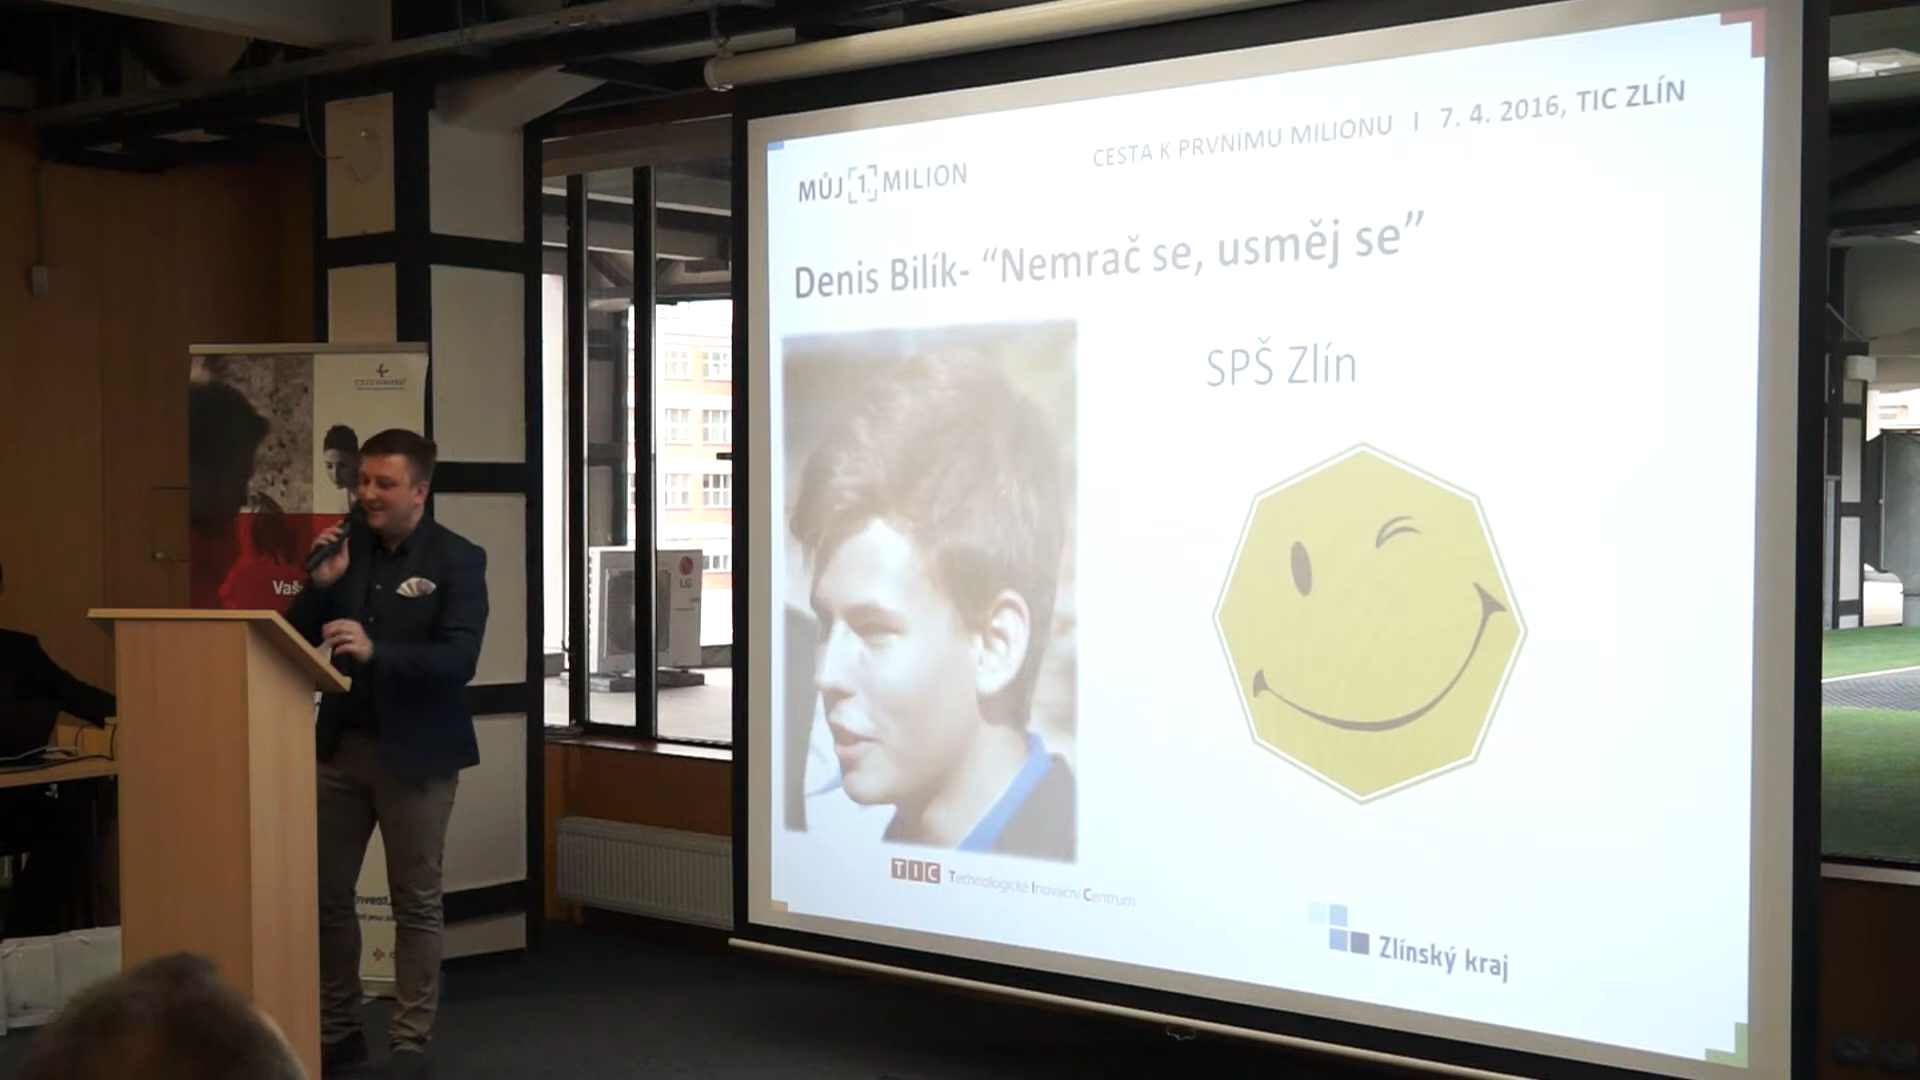 CESTA K PRVNÍMU MILIONU | 7. 4. 2016, TIC ZLÍN
MŮJ 1. MILION
Denis Bilík- “Nemrač se, usměj se”
SPŠ Zlín
TIC Technologické Inovační Centrum
Zlínský kraj
LG
Vaš